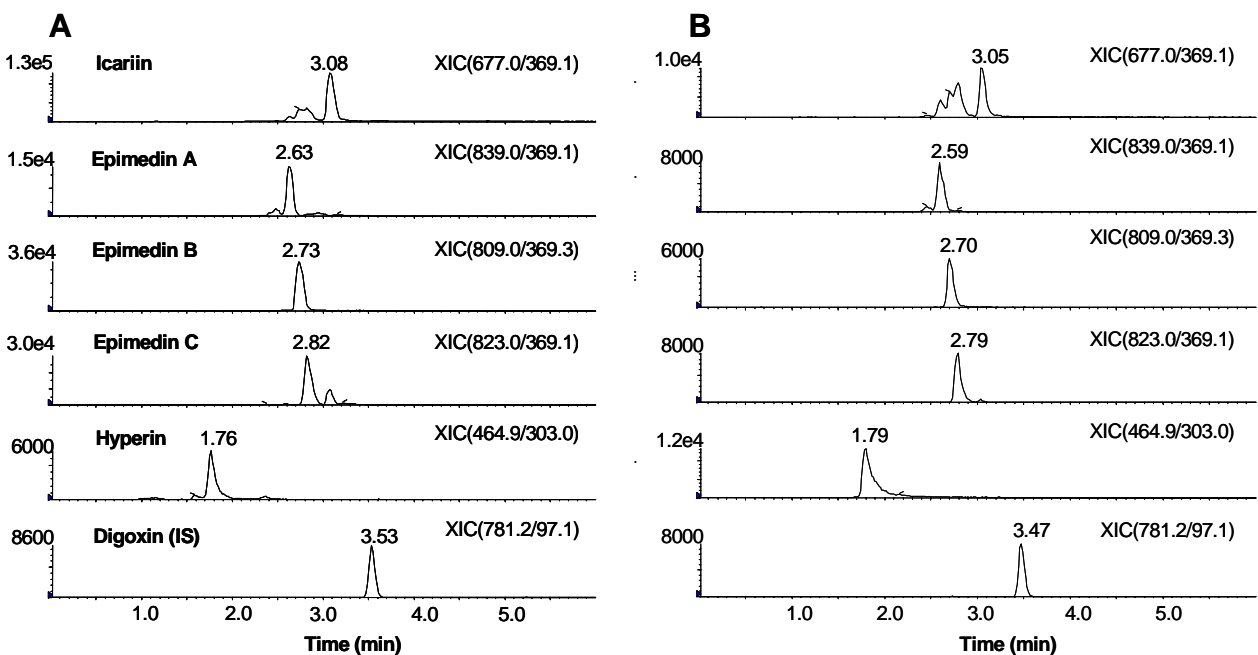 A
1.3e5 Icariin 3.08 XIC(677.0/369.1)
1.5e4 Epimedin A 2.63 XIC(839.0/369.1)
3.6e4 Epimedin B 2.73 XIC(809.0/369.3)
3.0e4 Epimedin C 2.82 XIC(823.0/369.1)
6000 Hyperin 1.76 XIC(464.9/303.0)
8600 Digoxin (IS) 3.53 XIC(781.2/97.1)
1.0 2.0 3.0 4.0 5.0
Time (min)
B
1.0e4 3.05 XIC(677.0/369.1)
8000 2.59 XIC(839.0/369.1)
6000 2.70 XIC(809.0/369.3)
8000 2.79 XIC(823.0/369.1)
1.2e4 1.79 XIC(464.9/303.0)
8000 3.47 XIC(781.2/97.1)
1.0 2.0 3.0 4.0 5.0
Time (min)